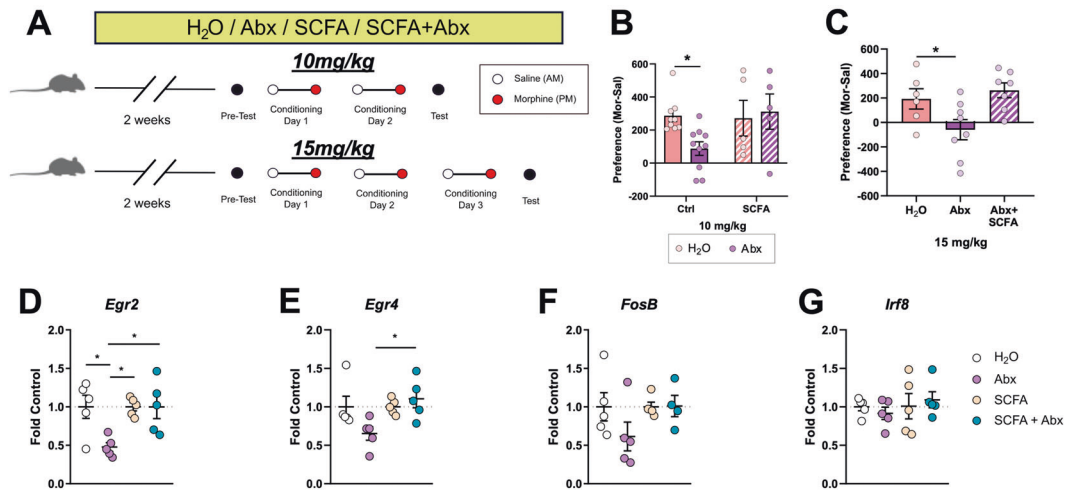 A
H₂O / Abx / SCFA / SCFA+Abx
10mg/kg
2 weeks
Pre-Test
Conditioning
Day 1
Conditioning
Day 2
Test
Saline (AM)
Morphine (PM)
15mg/kg
2 weeks
Pre-Test
Conditioning
Day 1
Conditioning
Day 2
Conditioning
Day 3
Test
B
Preference (Mor-Sal)
600
400
200
0
-200
*
Ctrl
SCFA
10 mg/kg
H₂O
Abx
C
Preference (Mor-Sal)
600
400
200
0
-200
-400
-600
*
H₂O
Abx
Abx+
SCFA
15 mg/kg
D
Egr2
Fold Control
2.0
1.5
1.0
0.5
0.0
*
*
*
E
Egr4
Fold Control
2.0
1.5
1.0
0.5
0.0
*
F
FosB
Fold Control
2.0
1.5
1.0
0.5
0.0
G
Irf8
Fold Control
2.0
1.5
1.0
0.5
0.0
H₂O
Abx
SCFA
SCFA + Abx